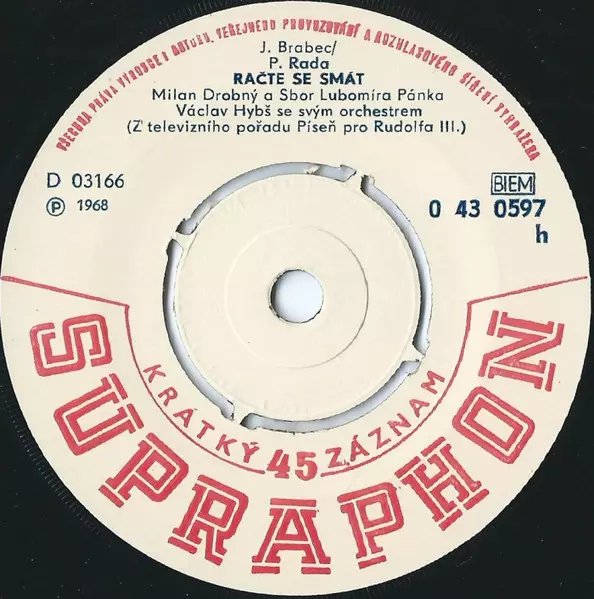 VŠECHNA PRÁVA VÝROBCE I AUTORU, VEŘEJNÉHO PROVOZOVÁNÍ A ROZHLASOVÉHO ŠÍŘENÍ VYHRAZENA
J. Brabec/
P. Rada
RAČTE SE SMÁT
Milan Drobný a Sbor Lubomíra Pánka
Václav Hybš se svým orchestrem
(Z televizního pořadu Píseň pro Rudolfa III.)
D 03166
Ⓟ 1968
BIEM
0 43 0597
h
KRÁTKÝ 45 ZÁZNAM
SUPRAPHON